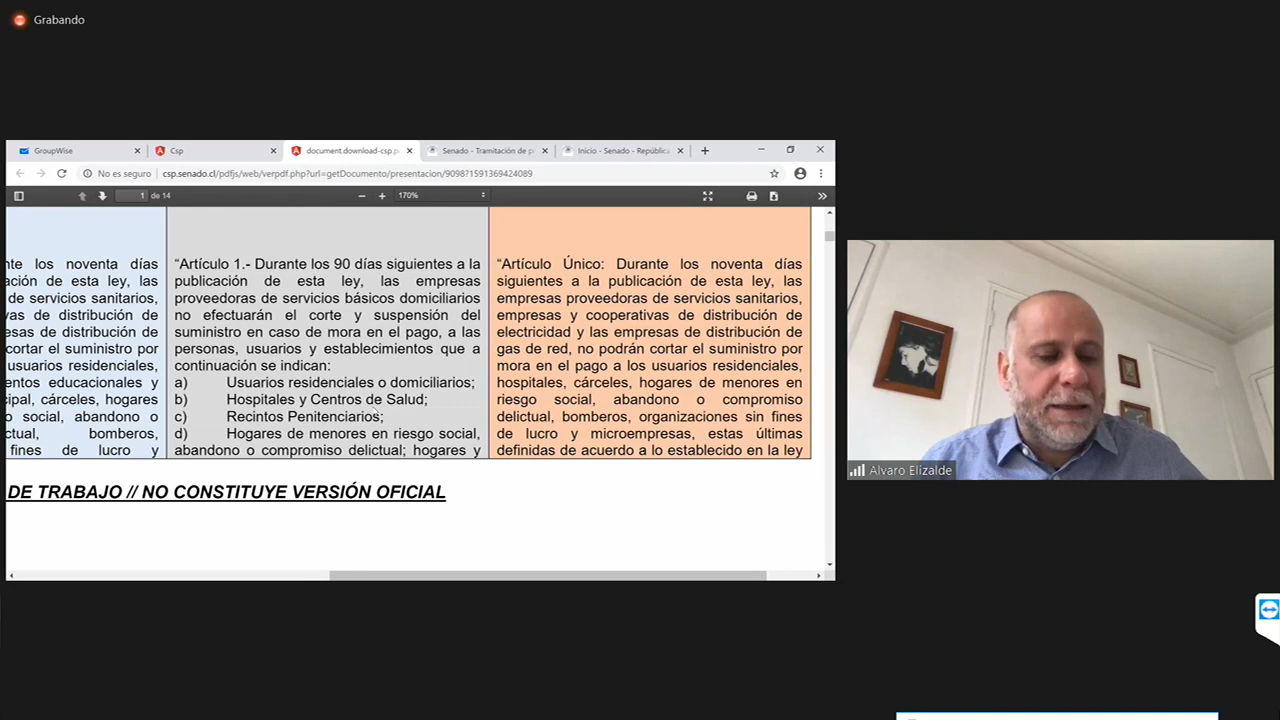 Grabando
GroupWise
Csp
document.download-csp.p
Senado - Tramitación de p
Inicio - Senado - República
No es seguro
csp.senado.cl/pdfjs/web/verpdf.php?url=getDocumento/presentacion/9098?1591369424089
1 de 14
170%
nte los noventa días
ación de esta ley, las
de servicios sanitarios,
vas de distribución de
esas de distribución de
cortar el suministro por
usuarios residenciales,
entos educacionales y
cipal, cárceles, hogares
o social, abandono o
ctual, bomberos,
fines de lucro y
“Artículo 1.- Durante los 90 días siguientes a la
publicación de esta ley, las empresas
proveedoras de servicios básicos domiciliarios
no efectuarán el corte y suspensión del
suministro en caso de mora en el pago, a las
personas, usuarios y establecimientos que a
continuación se indican:
a) Usuarios residenciales o domiciliarios;
b) Hospitales y Centros de Salud;
c) Recintos Penitenciarios;
d) Hogares de menores en riesgo social,
abandono o compromiso delictual; hogares y
“Artículo Único: Durante los noventa días
siguientes a la publicación de esta ley, las
empresas proveedoras de servicios sanitarios,
empresas y cooperativas de distribución de
electricidad y las empresas de distribución de
gas de red, no podrán cortar el suministro por
mora en el pago a los usuarios residenciales,
hospitales, cárceles, hogares de menores en
riesgo social, abandono o compromiso
delictual, bomberos, organizaciones sin fines
de lucro y microempresas, estas últimas
definidas de acuerdo a lo establecido en la ley
DE TRABAJO // NO CONSTITUYE VERSIÓN OFICIAL
Alvaro Elizalde